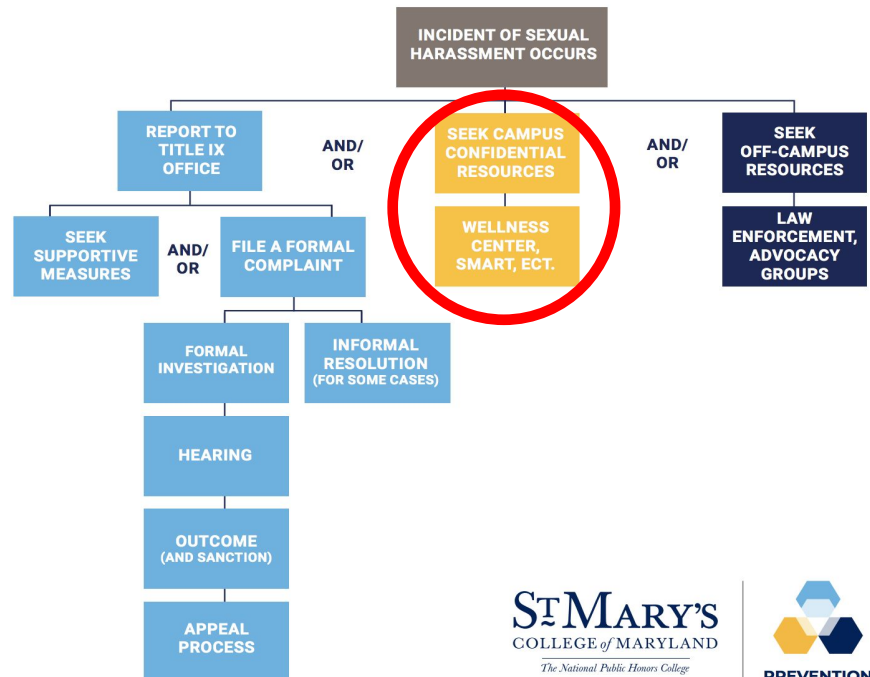 INCIDENT OF SEXUAL
HARASSMENT OCCURS
REPORT TO
TITLE IX
OFFICE
AND/
OR
SEEK CAMPUS
CONFIDENTIAL
RESOURCES
AND/
OR
SEEK
OFF-CAMPUS
RESOURCES
SEEK
SUPPORTIVE
MEASURES
AND/
OR
FILE A FORMAL
COMPLAINT
WELLNESS
CENTER,
SMART, ECT.
LAW
ENFORCEMENT,
ADVOCACY
GROUPS
FORMAL
INVESTIGATION
INFORMAL
RESOLUTION
(FOR SOME CASES)
HEARING
OUTCOME
(AND SANCTION)
APPEAL
PROCESS
ST MARY'S
COLLEGE of MARYLAND
The National Public Honors College
PREVENTION